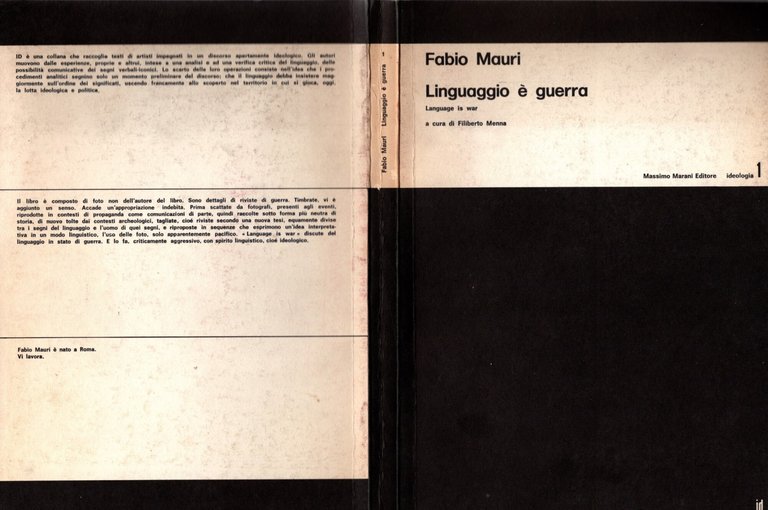 ID è una collana che raccoglie testi di artisti impegnati in un discorso apertamente ideologico. Gli autori
muovono dalle esperienze, proprie e altrui, intese a una analisi e ad una verifica critica del linguaggio, delle
possibilità comunicative dei segni verbali-iconici. Lo scarto delle loro operazioni consiste nell'idea che i pro-
cedimenti analitici segnino solo un momento preliminare del discorso; che il linguaggio debba insistere mag-
giormente sull'ordine dei significati, uscendo francamente allo scoperto nel territorio in cui si gioca, oggi,
la lotta ideologica e politica.
Il libro è composto di foto non dell'autore del libro. Sono dettagli di riviste di guerra. Timbrate, vi è
aggiunto un senso. Accade un'appropriazione indebita. Prima scattate da fotografi, presenti agli eventi,
riprodotte in contesti di propaganda come comunicazioni di parte, quindi raccolte sotto forma più neutra di
storia, di nuovo tolte dai contesti archeologici, tagliate, cioè riviste secondo una nuova tesi, equamente divise
tra i segni del linguaggio e l'uomo di quei segni, e riproposte in sequenze che esprimono un'idea interpreta-
tiva in un modo linguistico, l'uso delle foto, solo apparentemente pacifico. «Language is war» discute del
linguaggio in stato di guerra. E lo fa, criticamente aggressivo, con spirito linguistico, cioè ideologico.
Fabio Mauri è nato a Roma.
Vi lavora.
Fabio Mauri Linguaggio è guerra 1
Fabio Mauri
Linguaggio è guerra
Language is war
a cura di Filiberto Menna
Massimo Marani Editore ideologia 1
id